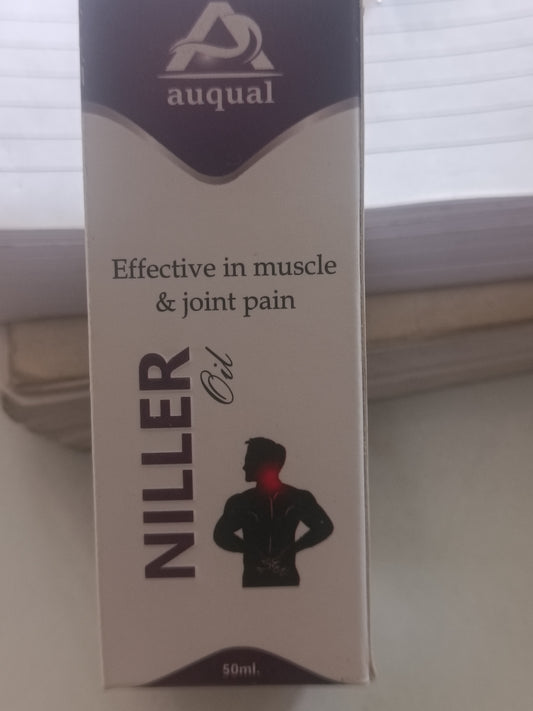 auqual
Effective in muscle
& joint pain
NILLER
Oil
50ml.